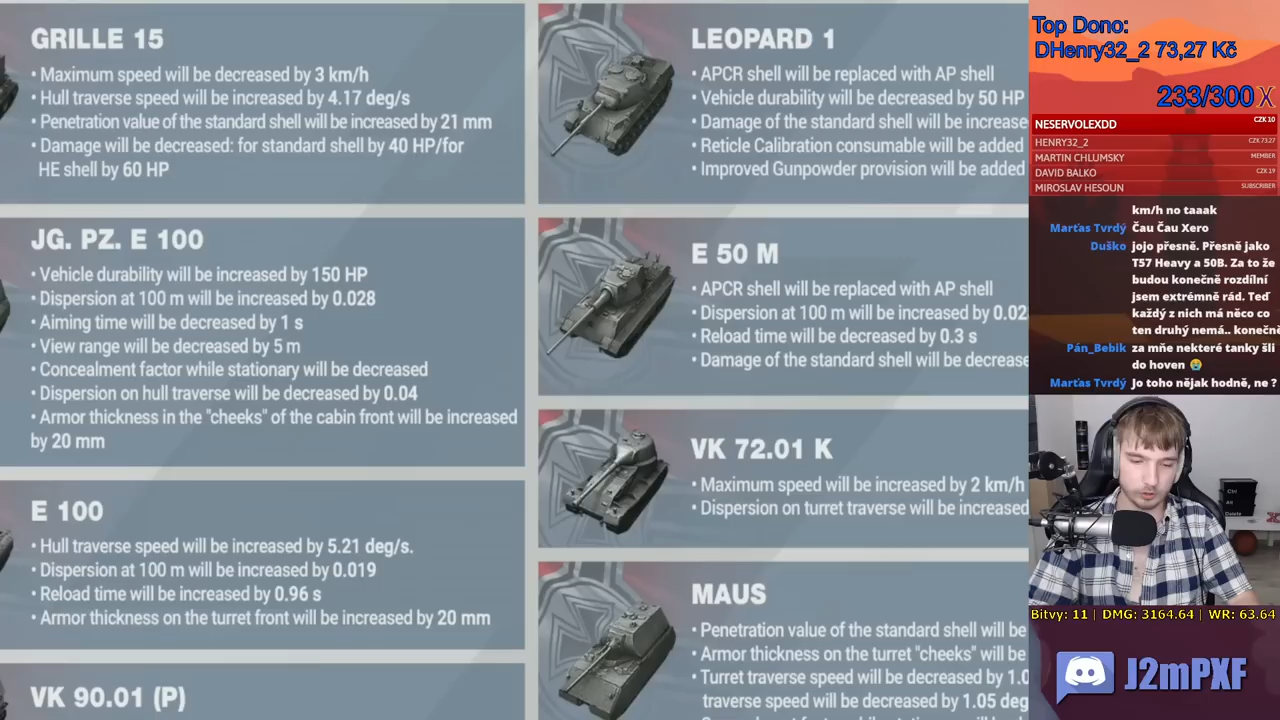 GRILLE 15
• Maximum speed will be decreased by 3 km/h
• Hull traverse speed will be increased by 4.17 deg/s
• Penetration value of the standard shell will be increased by 21 mm
• Damage will be decreased: for standard shell by 40 HP/for
HE shell by 60 HP
JG. PZ. E 100
• Vehicle durability will be increased by 150 HP
• Dispersion at 100 m will be increased by 0.028
• Aiming time will be decreased by 1 s
• View range will be decreased by 5 m
• Concealment factor while stationary will be decreased
• Dispersion on hull traverse will be decreased by 0.04
• Armor thickness in the "cheeks" of the cabin front will be increased
by 20 mm
E 100
• Hull traverse speed will be increased by 5.21 deg/s.
• Dispersion at 100 m will be increased by 0.019
• Reload time will be increased by 0.96 s
• Armor thickness on the turret front will be increased by 20 mm
VK 90.01 (P)
LEOPARD 1
• APCR shell will be replaced with AP shell
• Vehicle durability will be decreased by 50 HP
• Damage of the standard shell will be increase
• Reticle Calibration consumable will be added
• Improved Gunpowder provision will be added
E 50 M
• APCR shell will be replaced with AP shell
• Dispersion at 100 m will be increased by 0.02
• Reload time will be decreased by 0.3 s
• Damage of the standard shell will be decrease
VK 72.01 K
• Maximum speed will be increased by 2 km/h
• Dispersion on turret traverse will be increased
MAUS
• Penetration value of the standard shell will be
• Armor thickness on the turret "cheeks" will be
• Turret traverse speed will be decreased by 1.0
traverse speed will be decreased by 1.05 deg
Top Dono:
DHenry32_2 73,27 Kč
233/300 X
NESERVOLEXDD CZK 10
HENRY32_2 CZK 73.27
MARTIN CHLUMSKY MEMBER
DAVID BALKO CZK 19
MIROSLAV HESOUN SUBSCRIBER
km/h no taaak
Marťas Tvrdý Čau Čau Xero
Duško jojo přesně. Přesně jako
T57 Heavy a 50B. Za to že
budou konečně rozdílní
jsem extrémně rád. Teď
každý z nich má něco co
ten druhý nemá.. konečně
Pán_Bebik za mňe nekteré tanky šli
do hoven 😭
Marťas Tvrdý Jo toho nějak hodně, ne ?
Ctrl
Alt
Delete
Bitvy: 11 | DMG: 3164.64 | WR: 63.64
J2mPXF